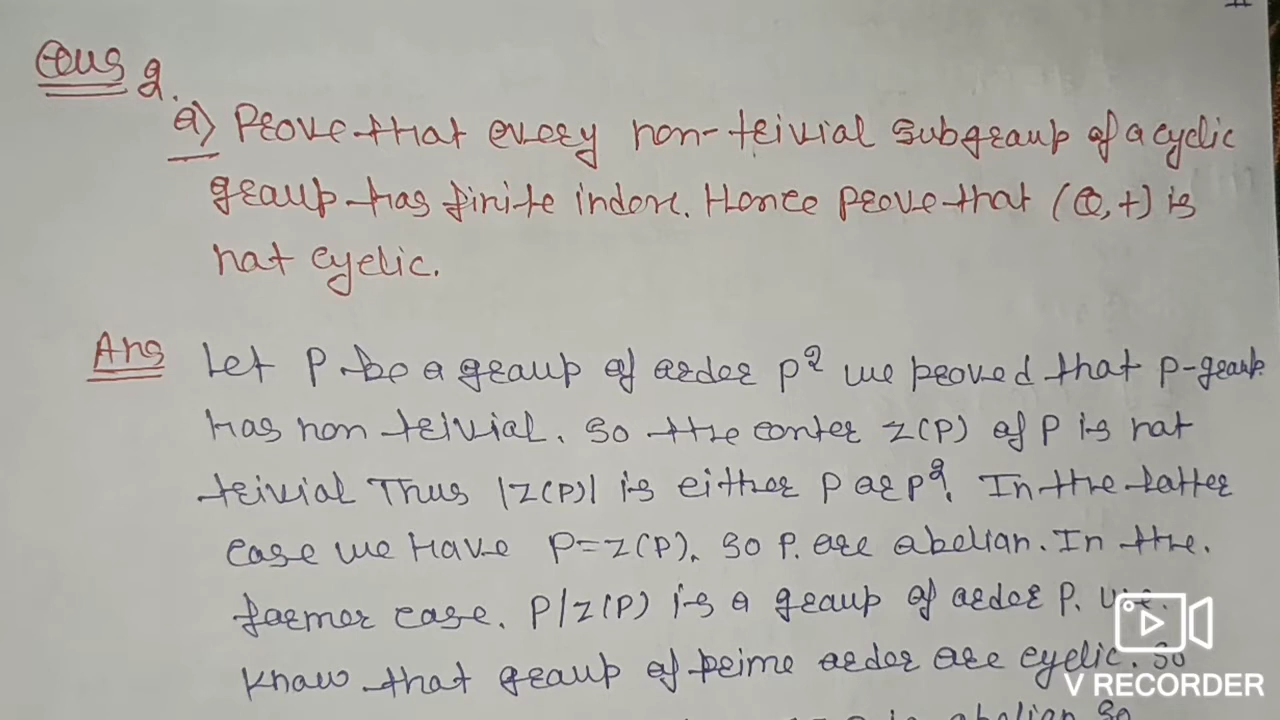 Ques 2.
a) Prove that every non-trivial subgroup of a cyclic
group has finite index. Hence prove that (Q, +) is
not cyclic.
Ans Let P be a group of order p² we proved that p-group
has non trivial. So the center Z(P) of P is not
trivial Thus |Z(P)| is either P or p². In the latter
case we have P=Z(P). So P. are abelian. In the.
former case. P/Z(P) is a group of order P. We.
know that group of prime order are cyclic. So
is abelian So
V RECORDER